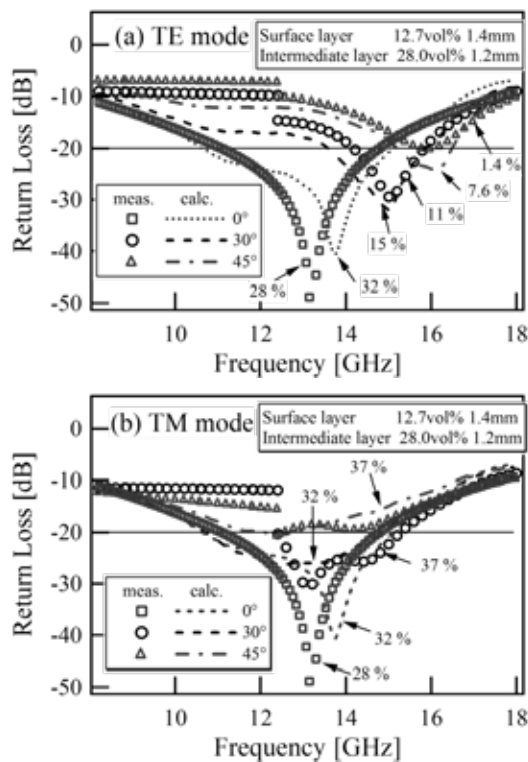 (a) TE mode
Surface layer 12.7vol% 1.4mm
Intermediate layer 28.0vol% 1.2mm
0
-10
-20
-30
-40
-50
Return Loss [dB]
1.4 %
7.6 %
11 %
15 %
32 %
28 %
meas. calc.
0°
30°
45°
10 12 14 16 18
Frequency [GHz]
(b) TM mode
Surface layer 12.7vol% 1.4mm
Intermediate layer 28.0vol% 1.2mm
0
-10
-20
-30
-40
-50
Return Loss [dB]
37 %
32 %
37 %
32 %
28 %
meas. calc.
0°
30°
45°
10 12 14 16 18
Frequency [GHz]